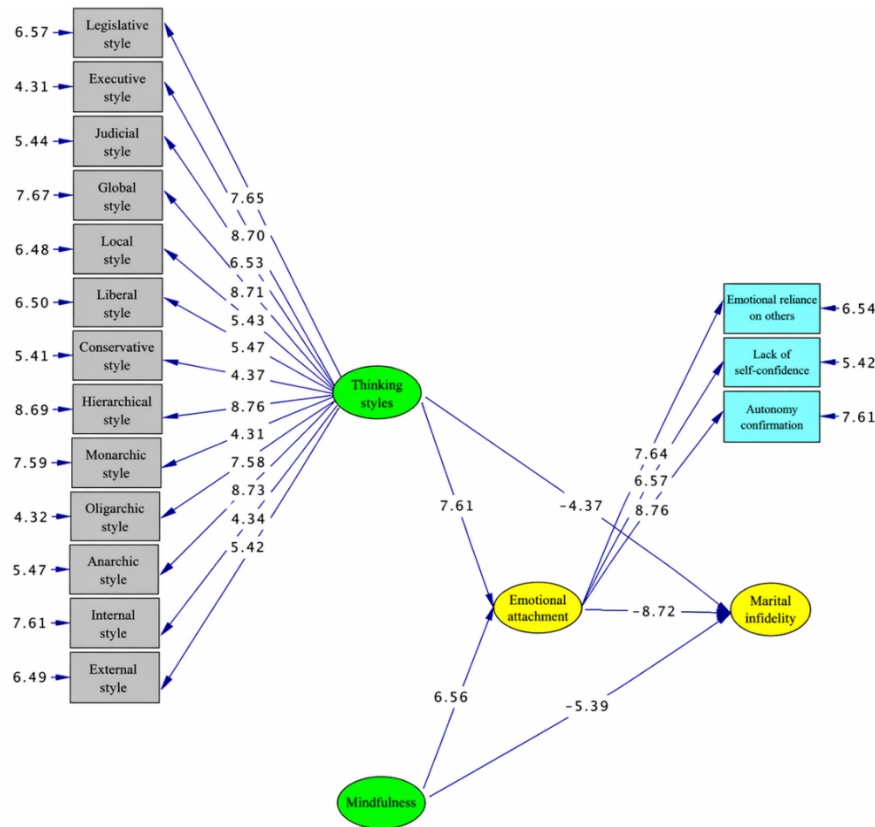 Legislative
style
6.57
Executive
style
4.31
Judicial
style
5.44
Global
style
7.67
Local
style
6.48
Liberal
style
6.50
Conservative
style
5.41
Hierarchical
style
8.69
Monarchic
style
7.59
Oligarchic
style
4.32
Anarchic
style
5.47
Internal
style
7.61
External
style
6.49
7.65
8.70
6.53
8.71
5.43
5.47
4.37
8.76
4.31
7.58
8.73
4.34
5.42
Thinking
styles
Emotional reliance
on others
6.54
Lack of
self-confidence
5.42
Autonomy
confirmation
7.61
7.64
6.57
8.76
7.61
-4.37
Emotional
attachment
-8.72
Marital
infidelity
6.56
-5.39
Mindfulness